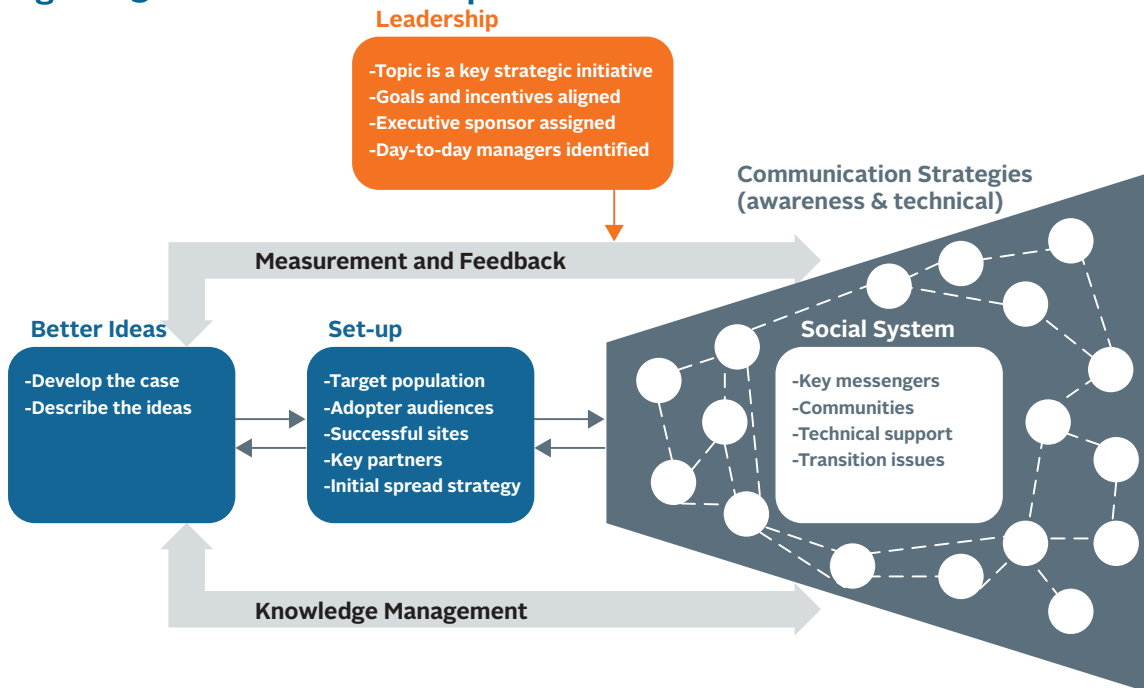 Leadership
-Topic is a key strategic initiative
-Goals and incentives aligned
-Executive sponsor assigned
-Day-to-day managers identified
Communication Strategies
(awareness & technical)
Measurement and Feedback
Better Ideas
-Develop the case
-Describe the ideas
Set-up
-Target population
-Adopter audiences
-Successful sites
-Key partners
-Initial spread strategy
Social System
-Key messengers
-Communities
-Technical support
-Transition issues
Knowledge Management